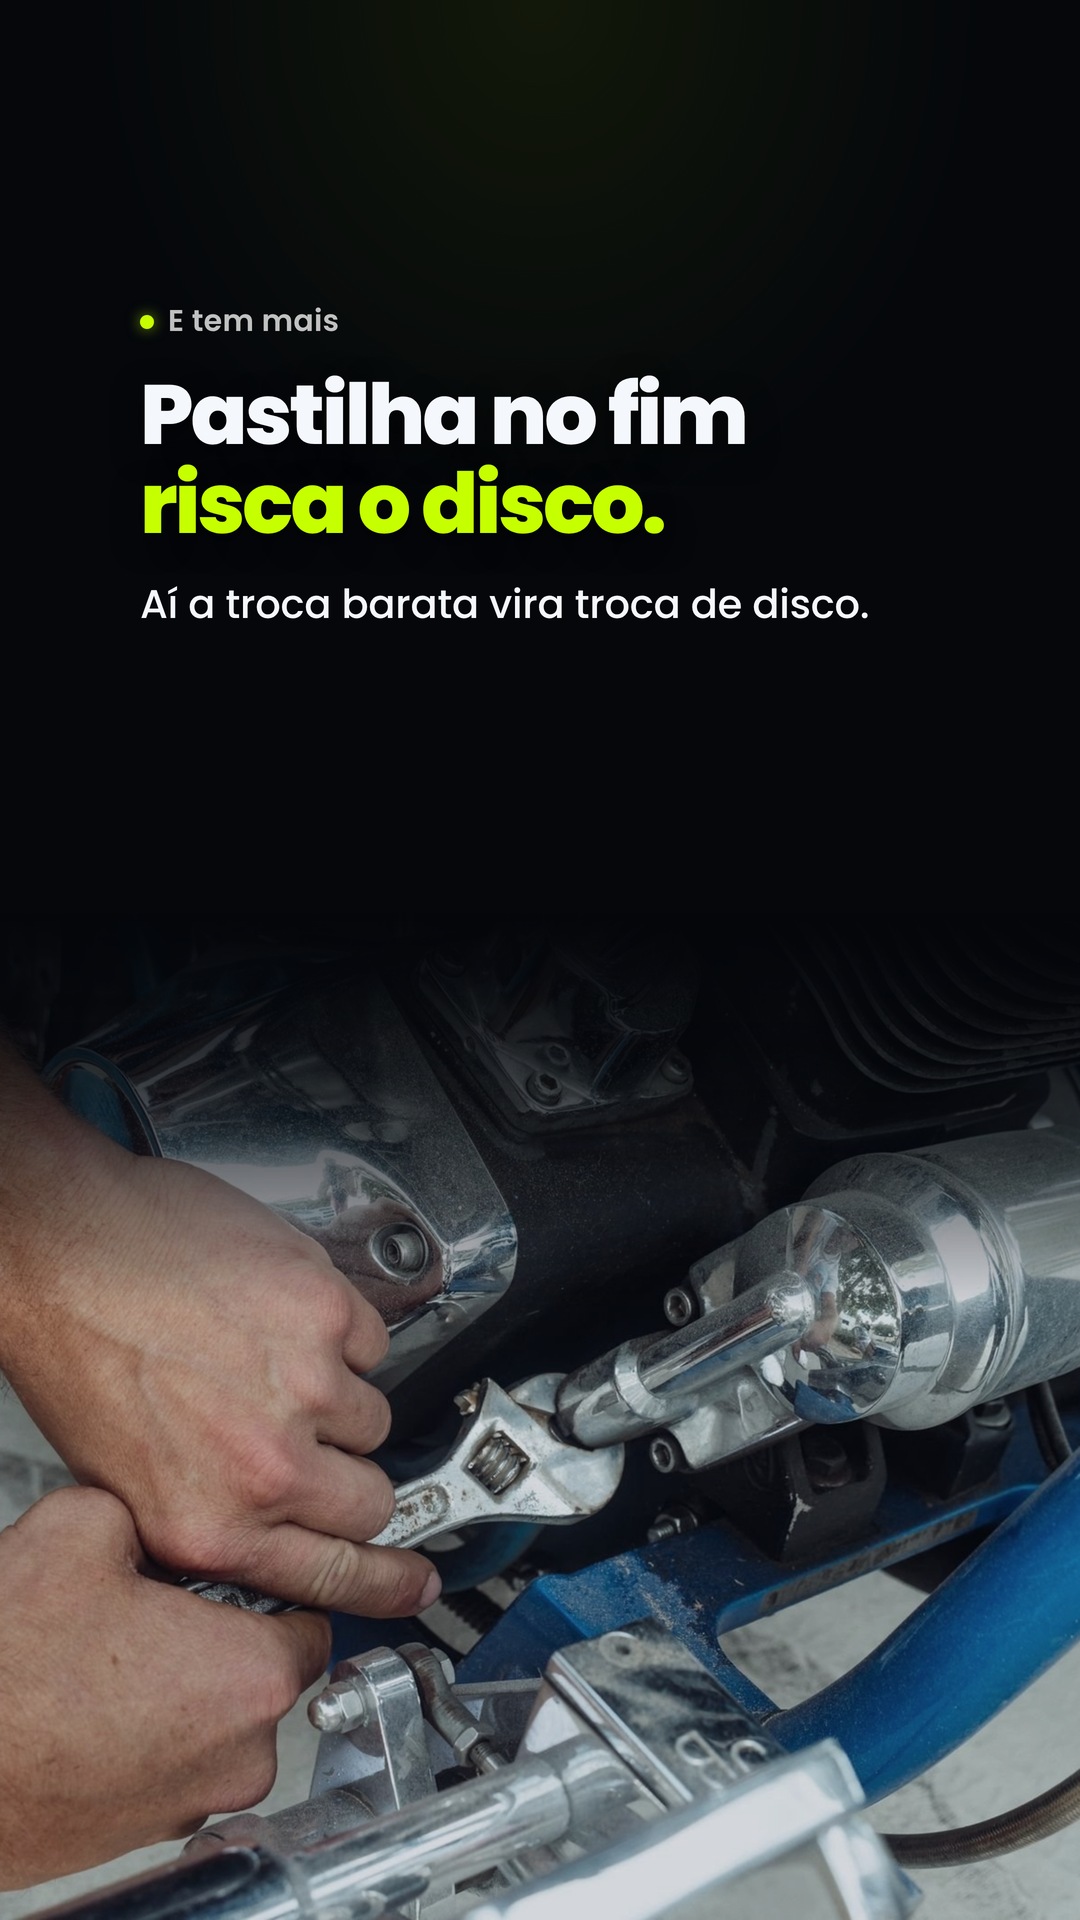 E tem mais
Pastilha no fim
risca o disco.
Aí a troca barata vira troca de disco.